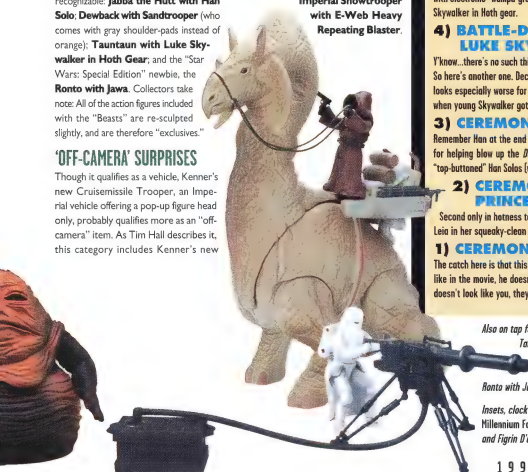 recognizable: Jabba the Hutt with Han
Solo; Dewback with Sandtrooper (who
comes with gray shoulder-pads instead of
orange); Tauntaun with Luke Sky-
walker in Hoth Gear; and the "Star
Wars: Special Edition" newbie, the
Ronto with Jawa. Collectors take
note: All of the action figures included
with the "Beasts" are re-sculpted
slightly, and are therefore "exclusives."
'OFF-CAMERA' SURPRISES
Though it qualifies as a vehicle, Kenner's
new Cruisemissile Trooper, an Impe-
rial vehicle offering a pop-up figure head
only, probably qualifies more as an "off-
camera" item. As Tim Hall describes it,
this category includes Kenner's new
Imperial Snowtrooper
with E-Web Heavy
Repeating Blaster.
Skywalker in Hoth gear.
4) BATTLE-D
LUKE SK
Y'know...there's no such thi
So here's another one. Dec
looks especially worse for
when young Skywalker got
3) CEREMON
Remember Han at the end
for helping blow up the D
"top-buttoned" Han Solos (
2) CEREM
PRINCE
Second only in hotness t
Leia in her squeaky-clean
1) CEREMON
The catch here is that this
like in the movie, he doesn
doesn't look like you, they
Also on tap f
Ta
Ronto with Ja
Insets, clock
Millennium Fa
and Figrin D'
199